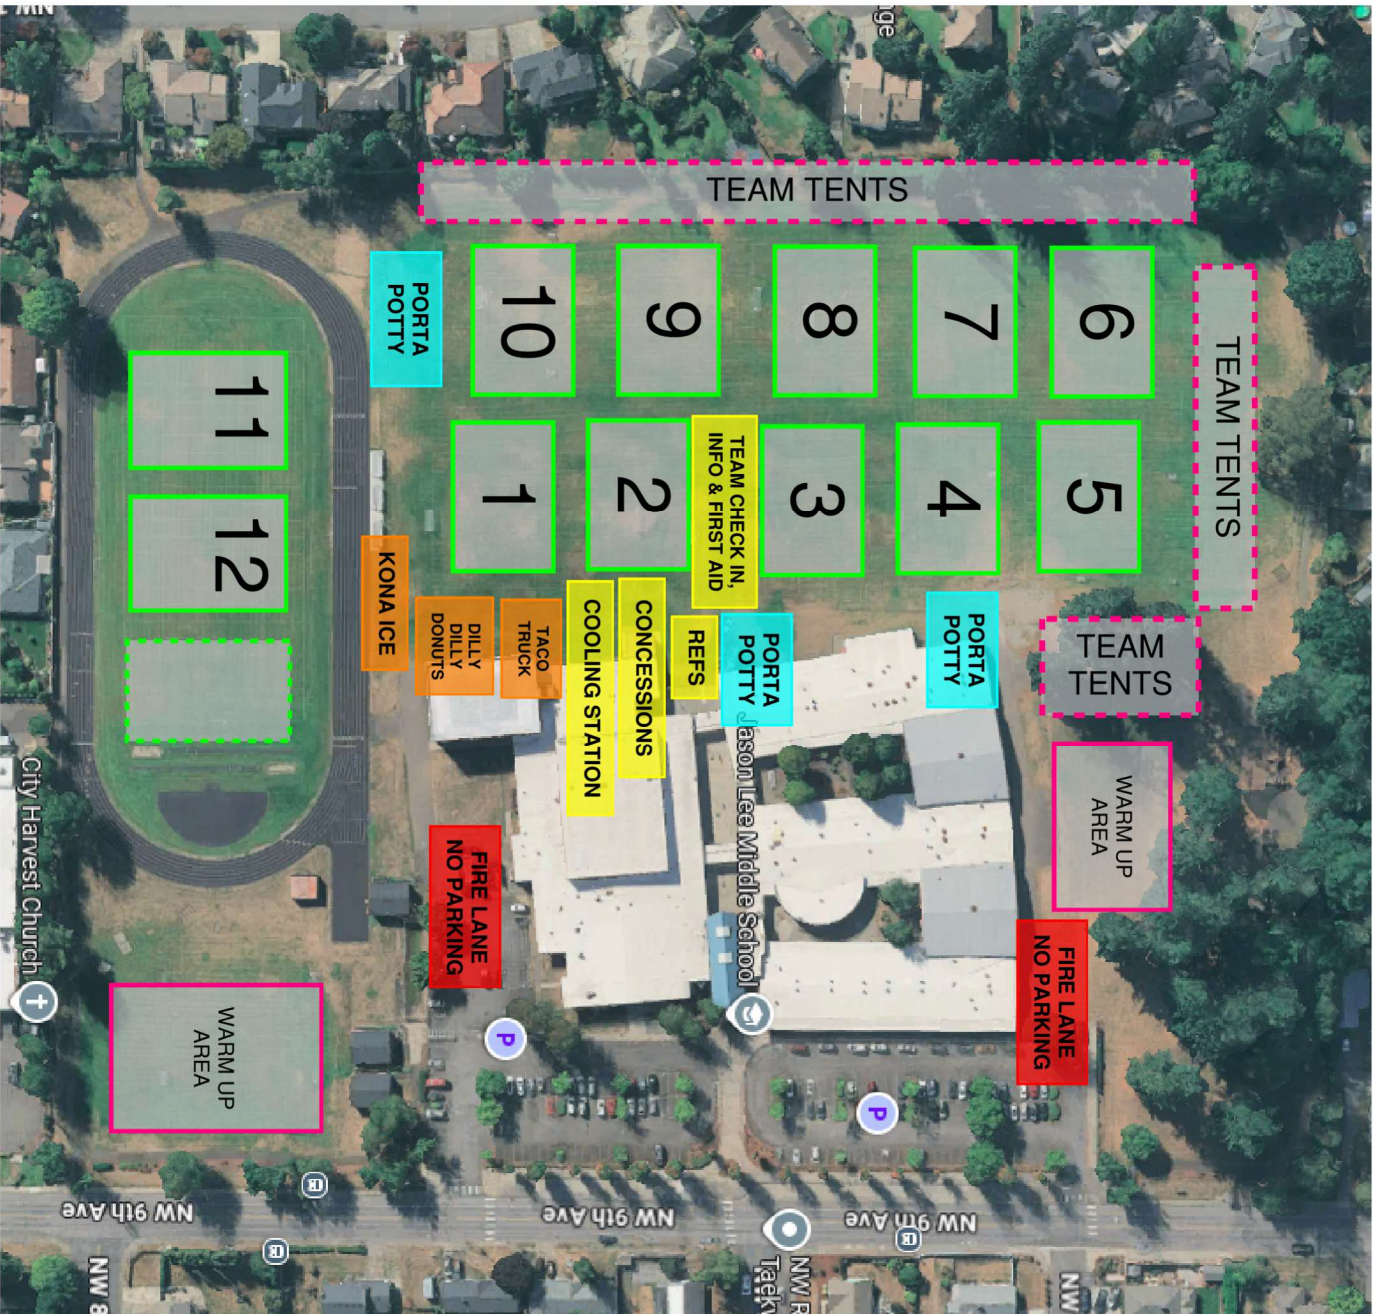 TEAM TENTS
TEAM TENTS
10
9
8
7
6
PORTA
POTTY
11
12
1
2
TEAM CHECK IN,
INFO & FIRST AID
3
4
5
KONA ICE
DILLY
DILLY
DONUTS
TACO
TRUCK
COOLING STATION
CONCESSIONS
REFS
PORTA
POTTY
PORTA
POTTY
TEAM
TENTS
WARM UP
AREA
Jason Lee Middle School
City Harvest Church
FIRE LANE
NO PARKING
FIRE LANE
NO PARKING
P
P
WARM UP
AREA
NW 9th Ave
NW 9th Ave
NW 9th Ave
NW 8
NW